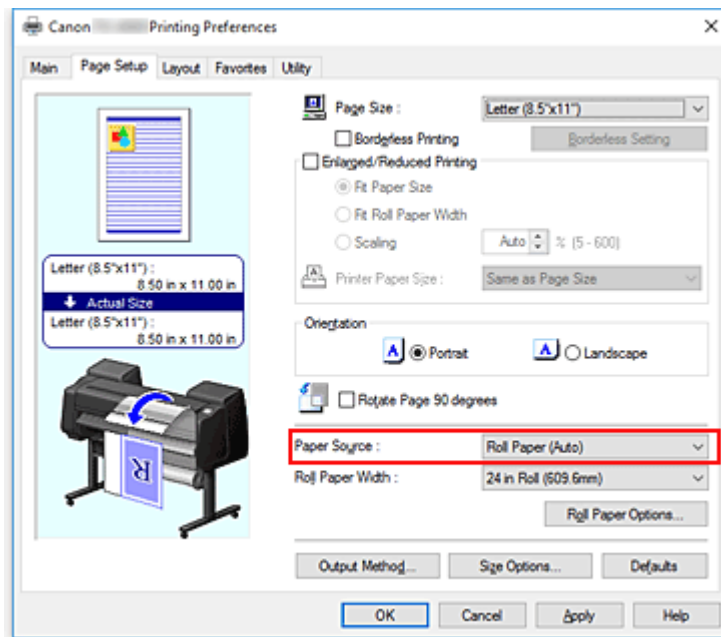 Canon Printing Preferences
Main Page Setup Layout Favorites Utility
Page Size : Letter (8.5"x11")
Borderless Printing Borderless Setting
Enlarged/Reduced Printing
Fit Paper Size
Fit Roll Paper Width
Scaling Auto % (5 - 600)
Printer Paper Size : Same as Page Size
Letter (8.5"x11") :
8.50 in x 11.00 in
Actual Size
Letter (8.5"x11") :
8.50 in x 11.00 in
Orientation
A Portrait A Landscape
Rotate Page 90 degrees
R
Paper Source : Roll Paper (Auto)
Roll Paper Width : 24 in Roll (609.6mm)
Roll Paper Options...
Output Method... Size Options... Defaults
OK Cancel Apply Help